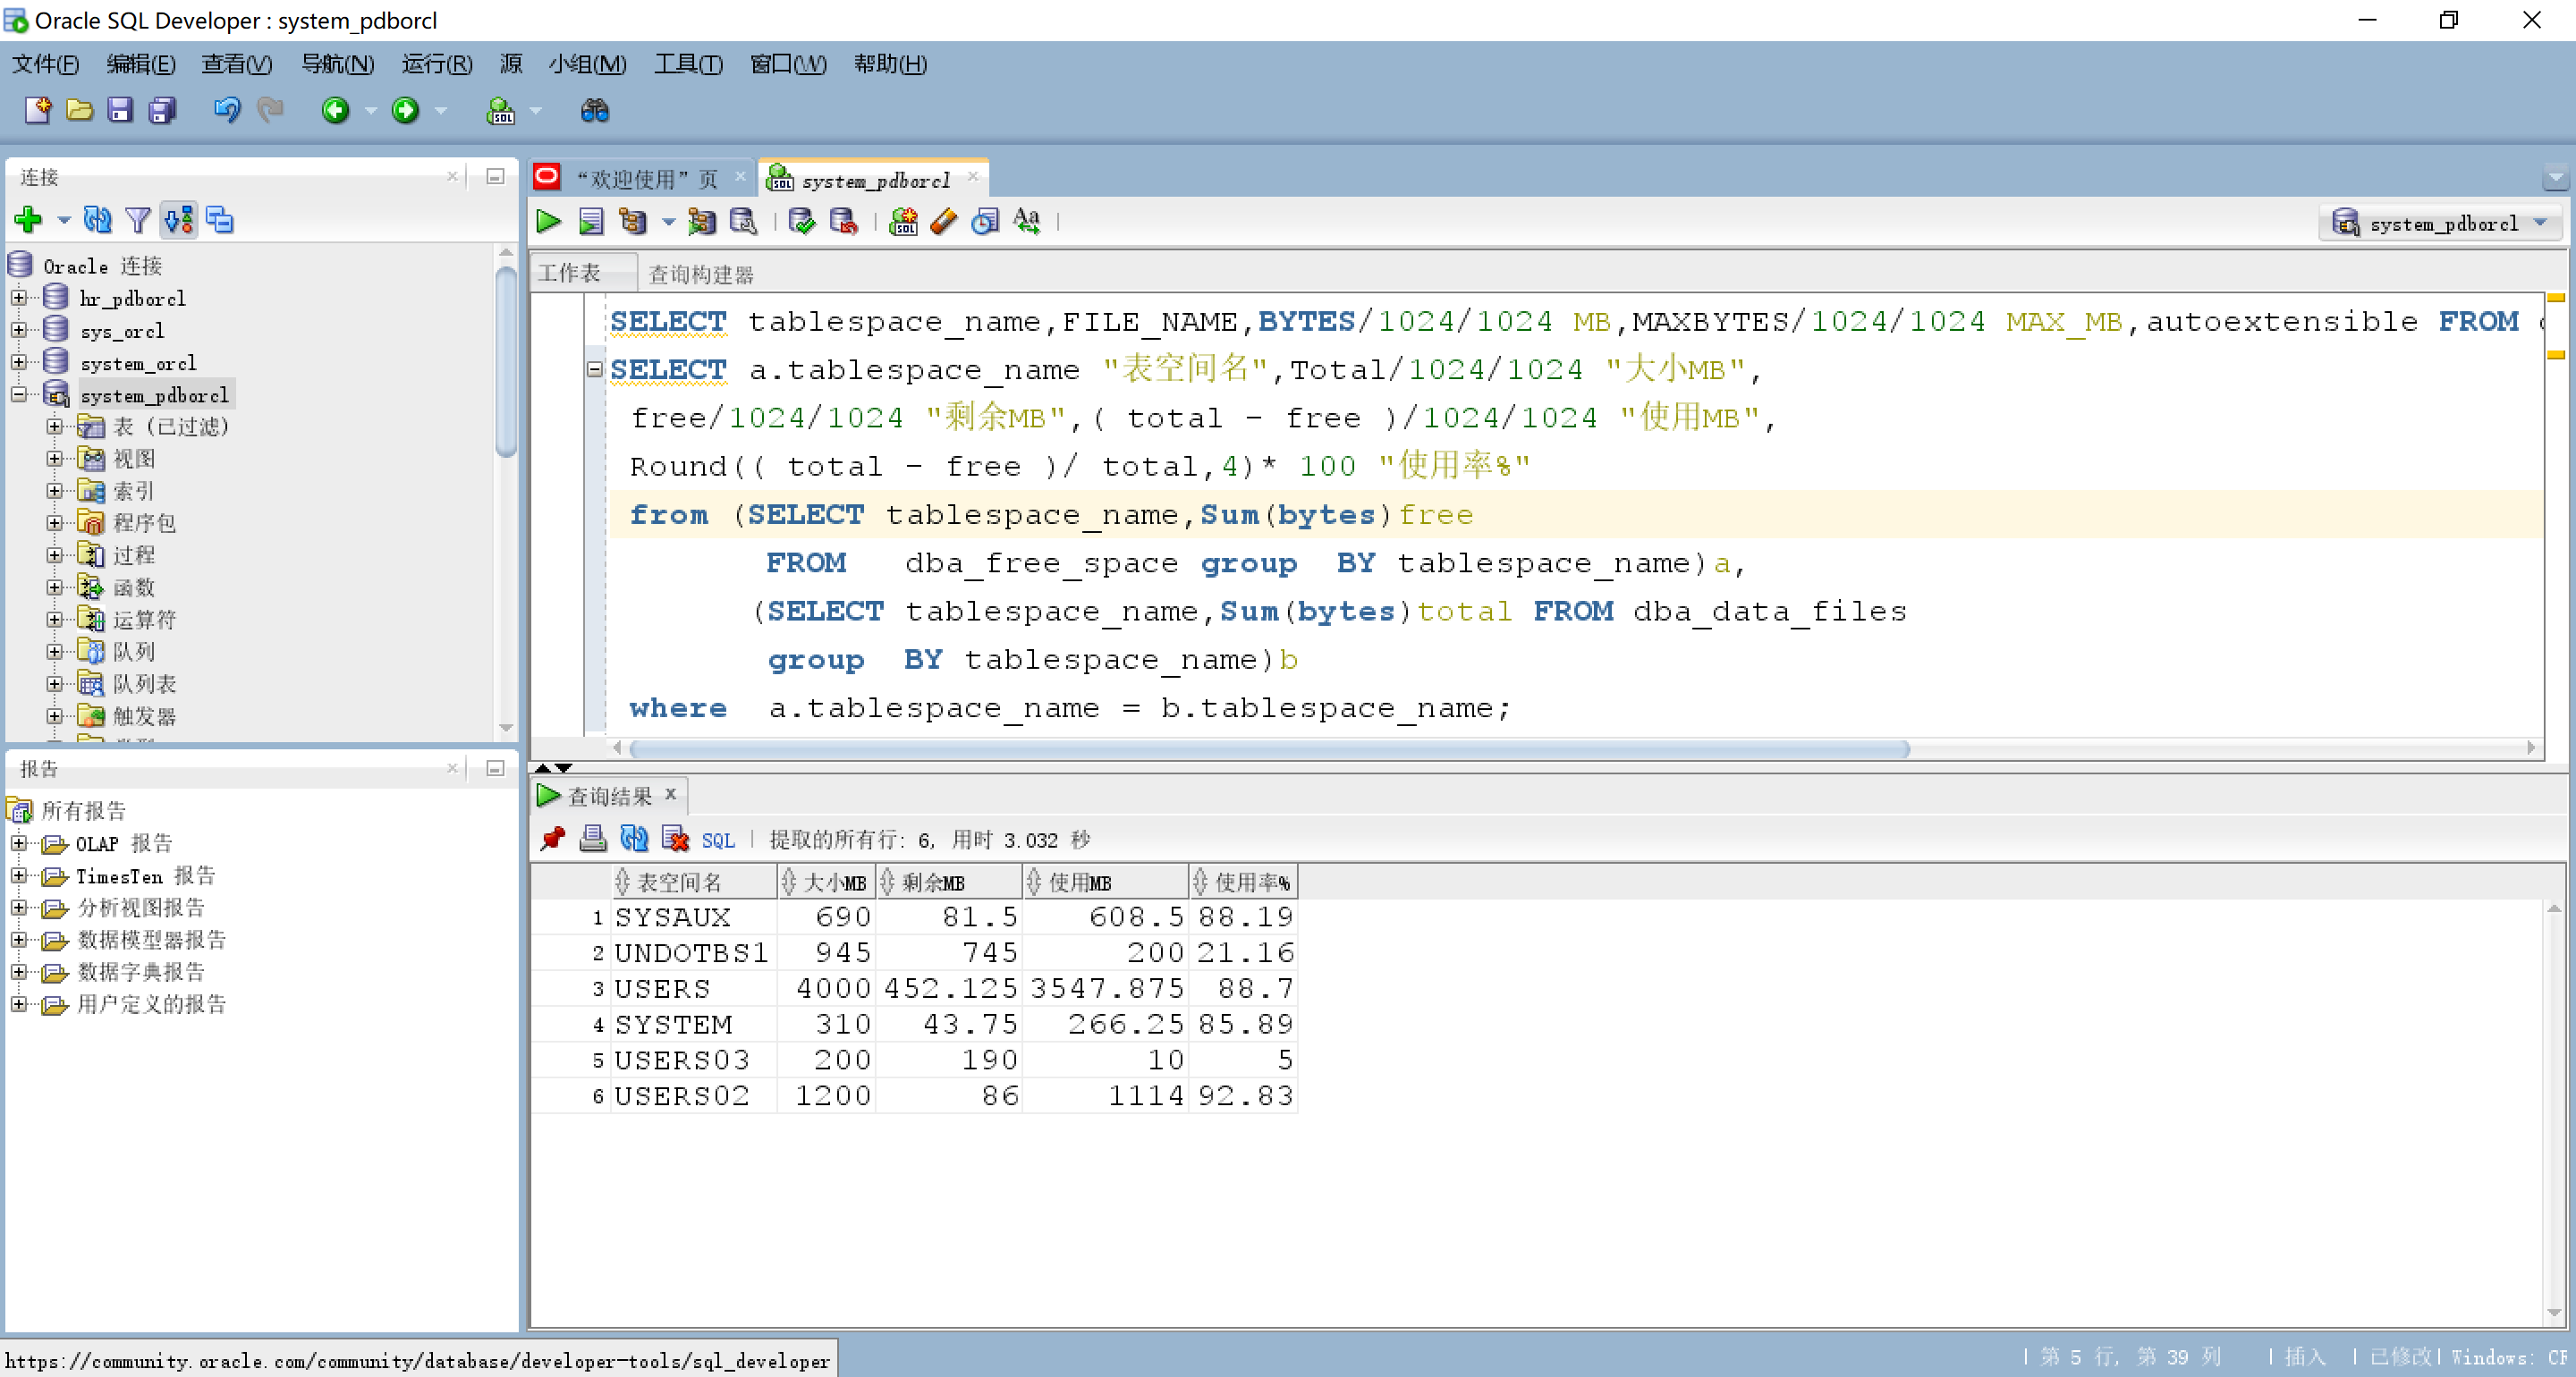 Oracle SQL Developer : system_pdborcl
文件(F) 编辑(E) 查看(V) 导航(N) 运行(R) 源 小组(M) 工具(T) 窗口(W) 帮助(H)
连接
Oracle 连接
hr_pdborcl
sys_orcl
system_orcl
system_pdborcl
表 (已过滤)
视图
索引
程序包
过程
函数
运算符
队列
队列表
触发器
报告
所有报告
OLAP 报告
TimesTen 报告
分析视图报告
数据模型器报告
数据字典报告
用户定义的报告
“欢迎使用”页 system_pdborcl
system_pdborcl
工作表 查询构建器
SELECT tablespace_name,FILE_NAME,BYTES/1024/1024 MB,MAXBYTES/1024/1024 MAX_MB,autoextensible FROM
SELECT a.tablespace_name "表空间名",Total/1024/1024 "大小MB",
free/1024/1024 "剩余MB",( total - free )/1024/1024 "使用MB",
Round(( total - free )/ total,4)* 100 "使用率%"
from (SELECT tablespace_name,Sum(bytes)free
FROM dba_free_space group BY tablespace_name)a,
(SELECT tablespace_name,Sum(bytes)total FROM dba_data_files
group BY tablespace_name)b
where a.tablespace_name = b.tablespace_name;
查询结果
SQL | 提取的所有行: 6, 用时 3.032 秒
表空间名 大小MB 剩余MB 使用MB 使用率%
1 SYSAUX 690 81.5 608.5 88.19
2 UNDOTBS1 945 745 200 21.16
3 USERS 4000 452.125 3547.875 88.7
4 SYSTEM 310 43.75 266.25 85.89
5 USERS03 200 190 10 5
6 USERS02 1200 86 1114 92.83
https://community.oracle.com/community/database/developer-tools/sql_developer
第 5 行, 第 39 列 | 插入 | 已修改 | Windows: CF